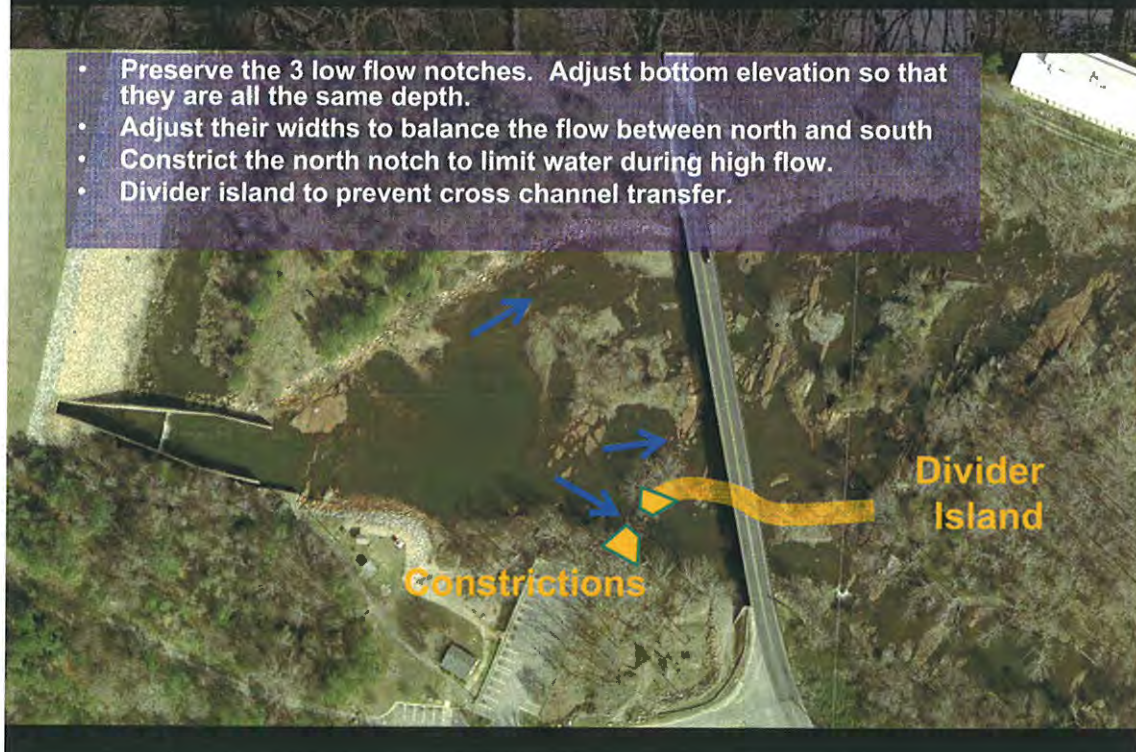 • Preserve the 3 low flow notches. Adjust bottom elevation so that
they are all the same depth.
• Adjust their widths to balance the flow between north and south
• Constrict the north notch to limit water during high flow.
• Divider island to prevent cross channel transfer.
Divider
Island
Constrictions